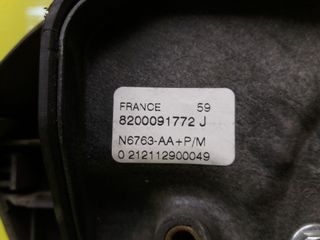 FRANCE 59
8200091772 J
N6763-AA+P/M
0 212112900049